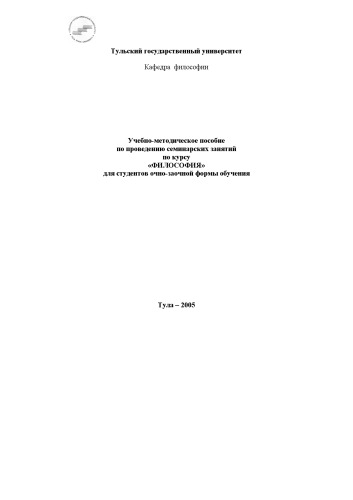 Тульский государственный университет
Кафедра философии
Учебно-методическое пособие
по проведению семинарских занятий
по курсу
«ФИЛОСОФИЯ»
для студентов очно-заочной формы обучения
Тула – 2005